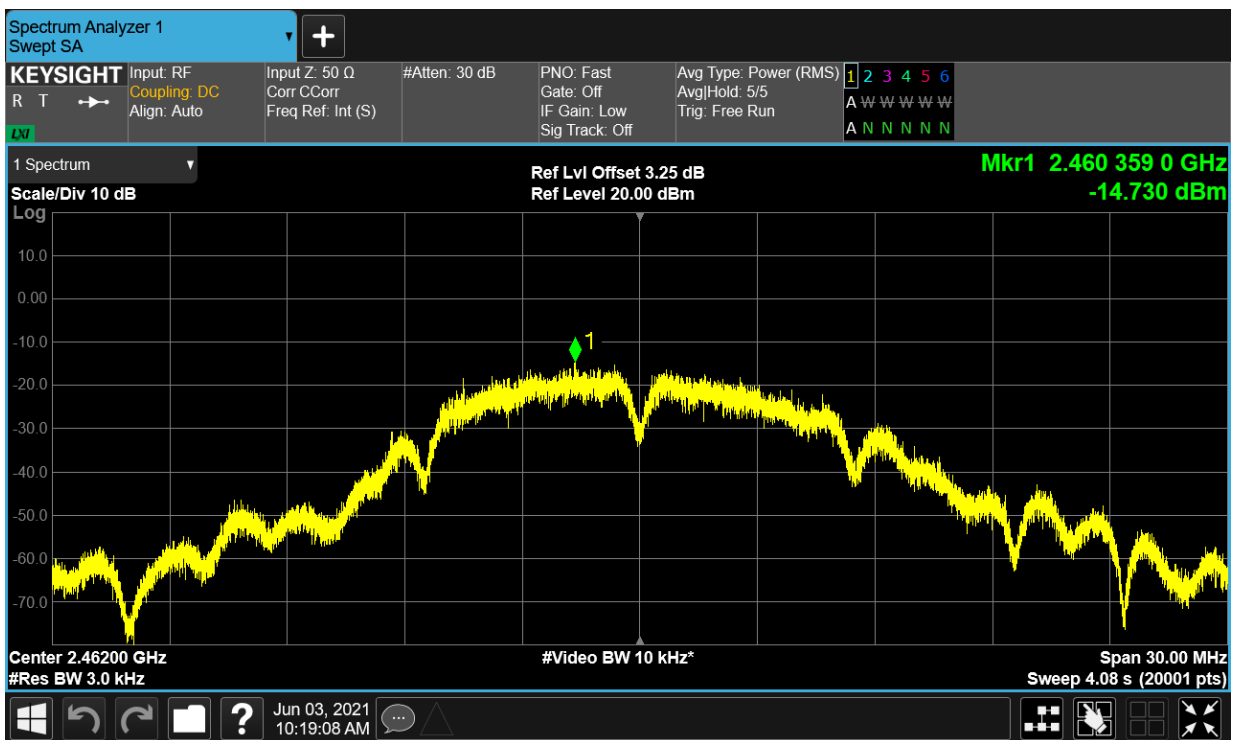 Spectrum Analyzer 1
Swept SA
KEYSIGHT
R T
LXI
Input: RF
Coupling: DC
Align: Auto
Input Z: 50 Ω
Corr CCorr
Freq Ref: Int (S)
#Atten: 30 dB
PNO: Fast
Gate: Off
IF Gain: Low
Sig Track: Off
Avg Type: Power (RMS)
Avg|Hold: 5/5
Trig: Free Run
1 2 3 4 5 6
A W W W W W
A N N N N N
1 Spectrum
Scale/Div 10 dB
Log
Ref Lvl Offset 3.25 dB
Ref Level 20.00 dBm
Mkr1 2.460 359 0 GHz
-14.730 dBm
10.0
0.00
-10.0
1
-20.0
-30.0
-40.0
-50.0
-60.0
-70.0
Center 2.46200 GHz
#Video BW 10 kHz*
Span 30.00 MHz
#Res BW 3.0 kHz
Sweep 4.08 s (20001 pts)
?
Jun 03, 2021
10:19:08 AM